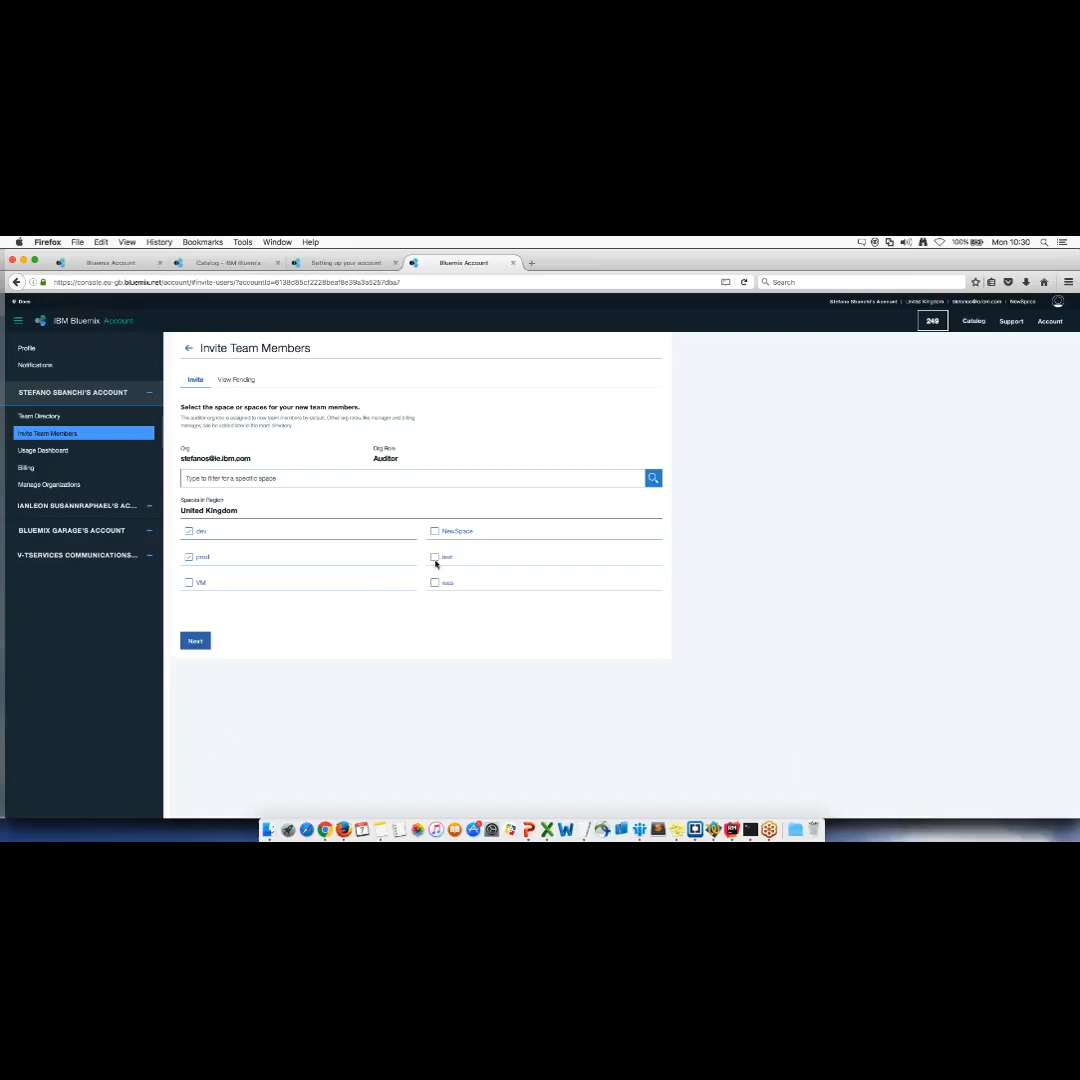 Firefox File Edit View History Bookmarks Tools Window Help
100% Mon 10:30
Bluemix Account
Catalog - IBM Bluemix
Setting up your account
Bluemix Account
https://console.eu-gb.bluemix.net/account/#invite-users/?accountId=
Search
Docs
Stefano Sbanchi's Account | United Kingdom | stefanos@ie.ibm.com | NewSpace
IBM Bluemix Account
249 Catalog Support Account
Profile
Notifications
STEFANO SBANCHI'S ACCOUNT
Team Directory
Invite Team Members
Usage Dashboard
Billing
Manage Organizations
IANLEON SUSANNRAPHAEL'S AC...
BLUEMIX GARAGE'S ACCOUNT
V-TSERVICES COMMUNICATIONS...
Invite Team Members
Invite View Pending
Select the space or spaces for your new team members.
The auditor org role is assigned to new team members by default. Other org roles, like manager and billing
manager, can be added later in the team directory.
Org Org Role
stefanos@ie.ibm.com Auditor
Type to filter for a specific space
Spaces in Region
United Kingdom
dev NewSpace
prod test
VM was
Next